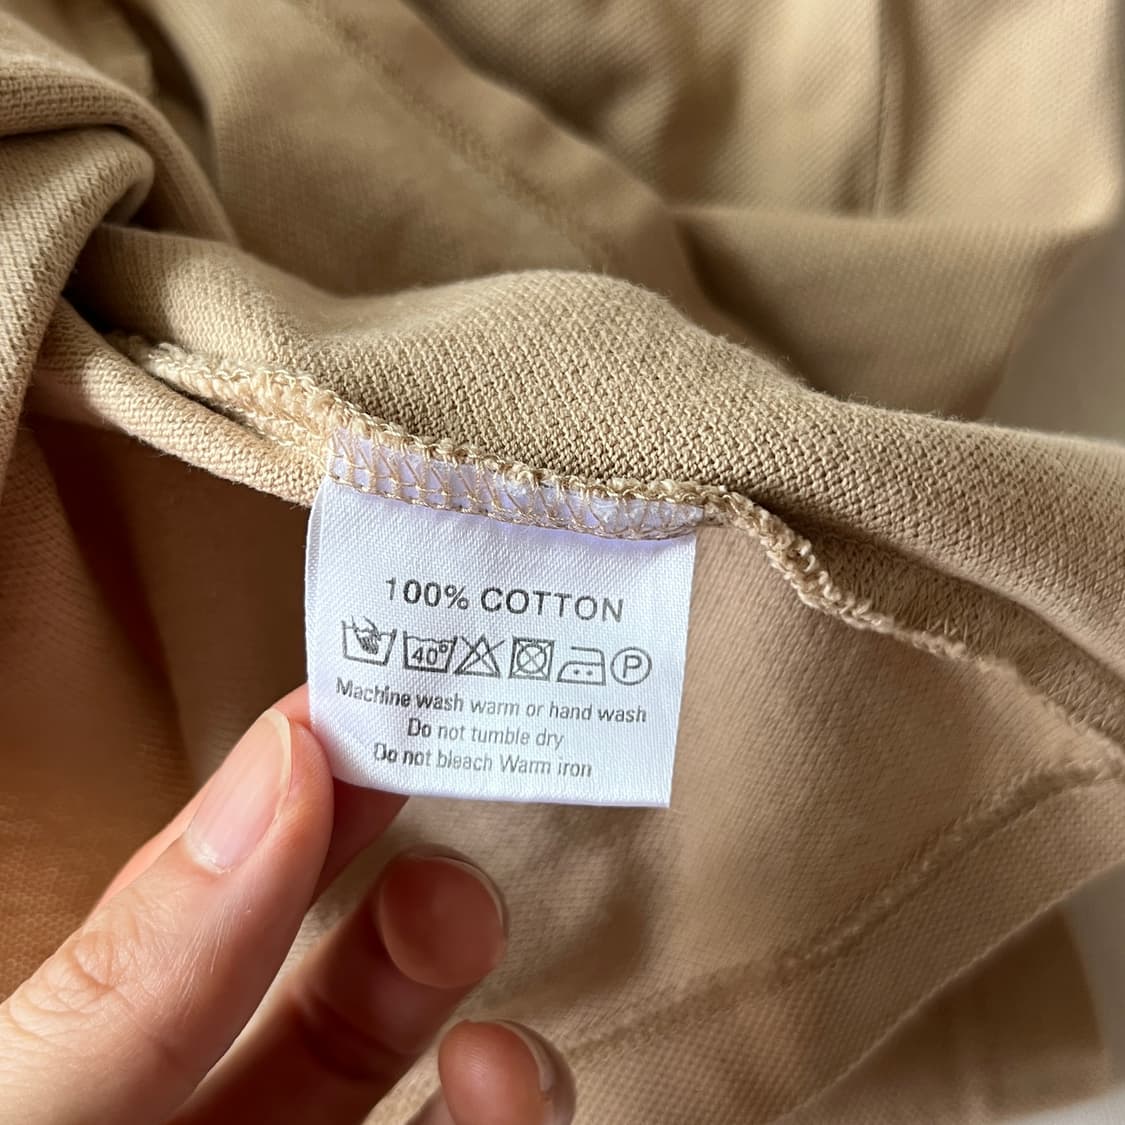 100% COTTON
40° P
Machine wash warm or hand wash
Do not tumble dry
Do not bleach Warm iron